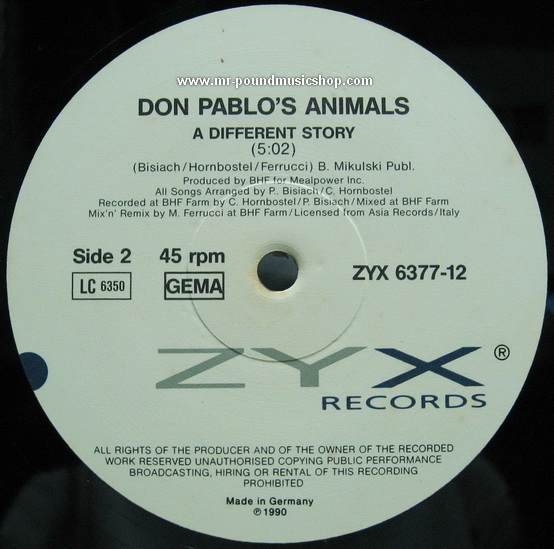 www.mr-poundmusicshop.com
DON PABLO'S ANIMALS
A DIFFERENT STORY
(5:02)
(Bisiach/Hornbostel/Ferrucci) B. Mikulski Publ.
Produced by BHF for Mealpower Inc.
All Songs Arranged by P. Bisiach/C. Hornbostel
Recorded at BHF Farm by C. Hornbostel/P. Bisiach/Mixed at BHF Farm
Mix'n' Remix by M. Ferrucci at BHF/Licensed from Asia Records/Italy
Side 2 45 rpm ZYX 6377-12
LC 6350 GEMA
ZYX ®
RECORDS
ALL RIGHTS OF THE PRODUCER AND OF THE OWNER OF THE RECORDED
WORK RESERVED UNAUTHORISED COPYING PUBLIC PERFORMANCE
BROADCASTING, HIRING OR RENTAL OF THIS RECORDING
PROHIBITED
Made in Germany
℗ 1990